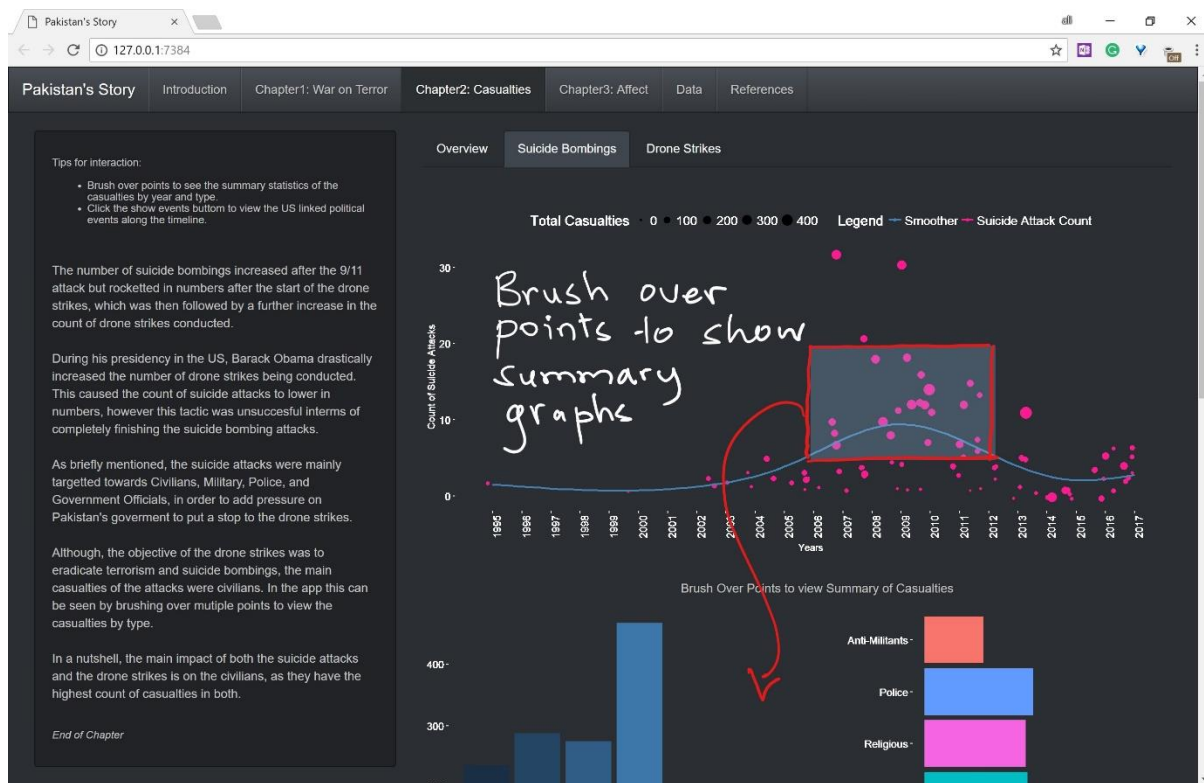 Pakistan's Story
127.0.0.1:7384
Off
Pakistan's Story Introduction Chapter1: War on Terror Chapter2: Casualties Chapter3: Affect Data References
Tips for interaction:
• Brush over points to see the summary statistics of the
casualties by year and type.
• Click the show events buttom to view the US linked political
events along the timeline.
The number of suicide bombings increased after the 9/11
attack but rocketted in numbers after the start of the drone
strikes, which was then followed by a further increase in the
count of drone strikes conducted.
During his presidency in the US, Barack Obama drastically
increased the number of drone strikes being conducted.
This caused the count of suicide attacks to lower in
numbers, however this tactic was unsuccesful interms of
completely finishing the suicide bombing attacks.
As briefly mentioned, the suicide attacks were mainly
targetted towards Civilians, Military, Police, and
Government Officials, in order to add pressure on
Pakistan's goverment to put a stop to the drone strikes.
Although, the objective of the drone strikes was to
eradicate terrorism and suicide bombings, the main
casualties of the attacks were civilians. In the app this can
be seen by brushing over mutiple points to view the
casualties by type.
In a nutshell, the main impact of both the suicide attacks
and the drone strikes is on the civilians, as they have the
highest count of casualties in both.
End of Chapter
Overview Suicide Bombings Drone Strikes
Total Casualties 0 100 200 300 400 Legend Smoother Suicide Attack Count
Brush over
points to show
summary
graphs
Count of Suicide Attacks
30
20
10
0
1995 1996 1997 1998 1999 2000 2001 2002 2003 2004 2005 2006 2007 2008 2009 2010 2011 2012 2013 2014 2015 2016 2017
Years
Brush Over Points to view Summary of Casualties
400
300
Anti-Militants
Police
Religious